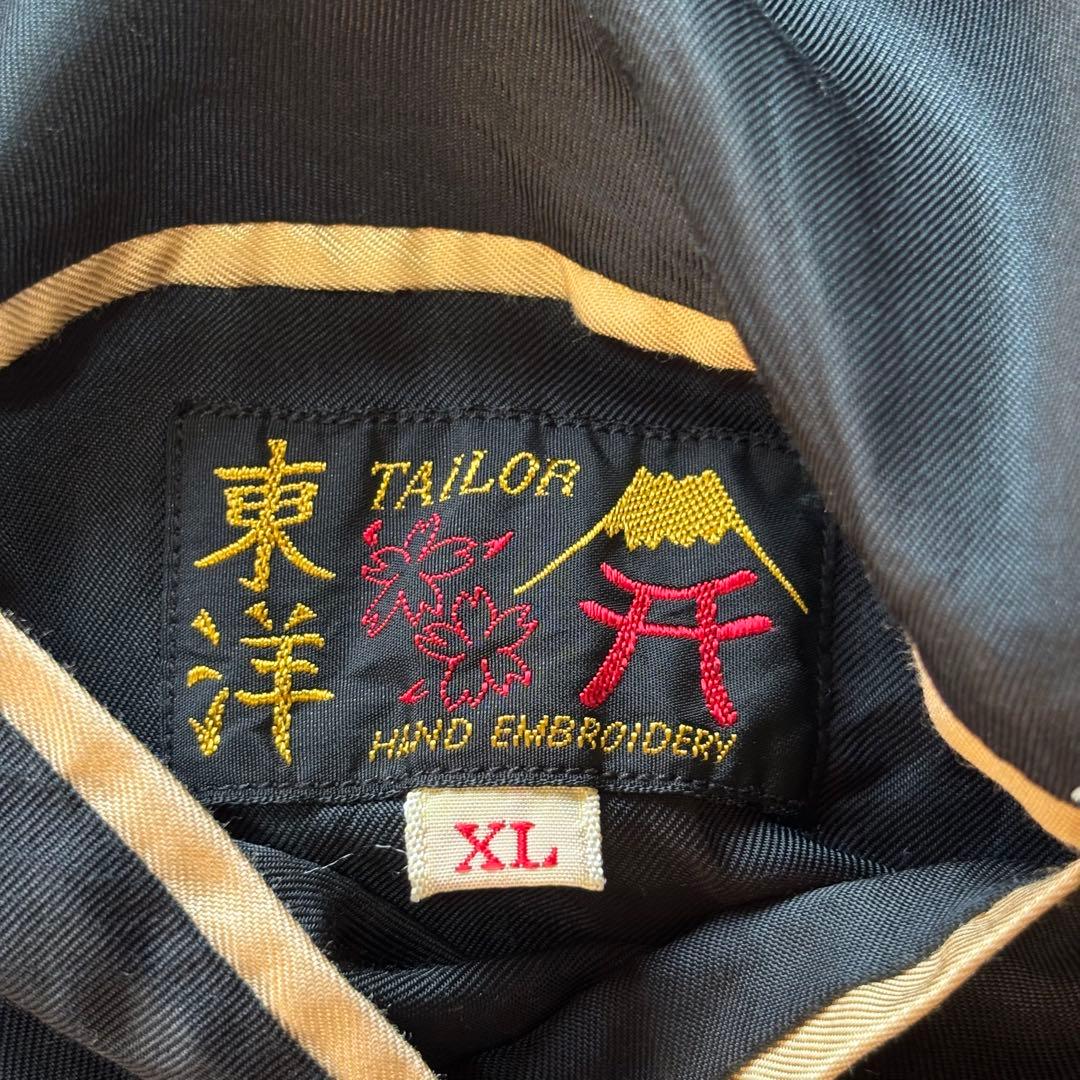 東洋
TAiLOR
HAND EMBROIDERY
XL